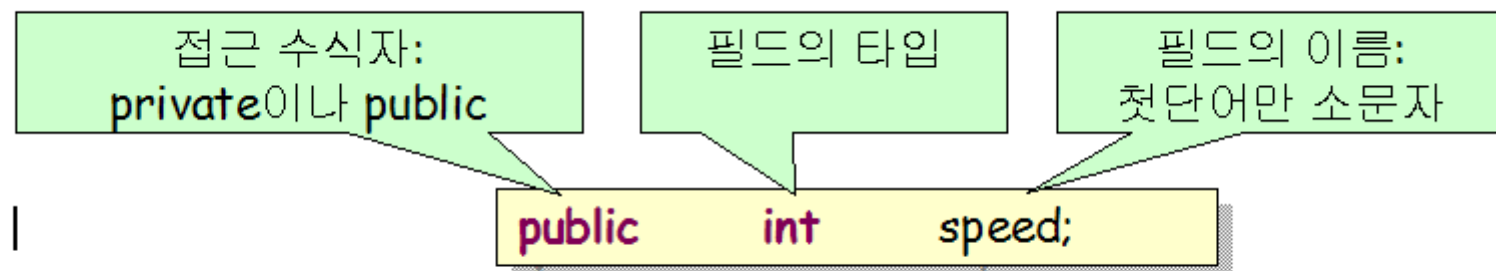 접근 수식자:
private이나 public
필드의 타입
필드의 이름:
첫단어만 소문자
public int speed;